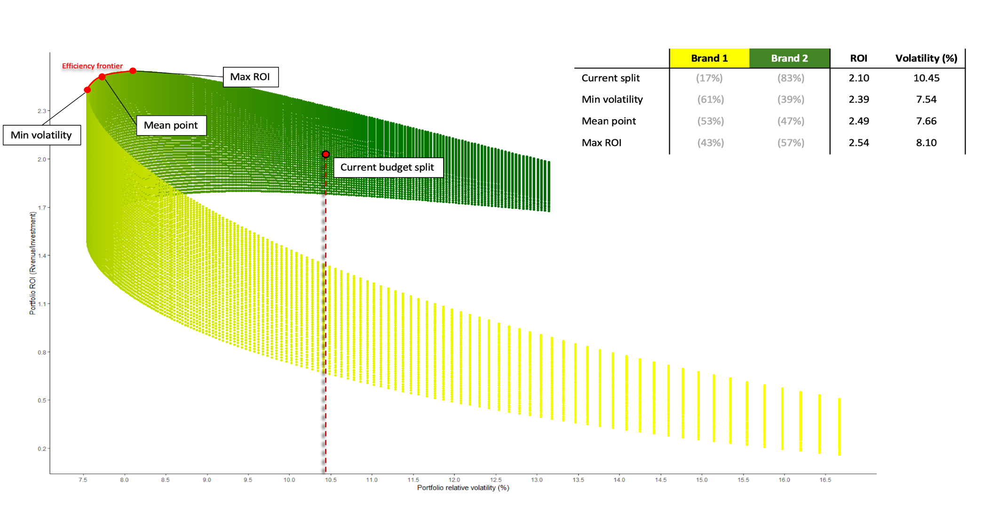 Efficiency frontier
Max ROI
Mean point
Min volatility
Current budget split
Brand 1 Brand 2 ROI Volatility (%)
Current split (17%) (83%) 2.10 10.45
Min volatility (61%) (39%) 2.39 7.54
Mean point (53%) (47%) 2.49 7.66
Max ROI (43%) (57%) 2.54 8.10
Portfolio ROI (Rvenue/Investment)
2.3
2.0
1.7
1.4
1.1
0.8
0.5
0.2
7.5 8.0 8.5 9.0 9.5 10.0 10.5 11.0 11.5 12.0 12.5 13.0 13.5 14.0 14.5 15.0 15.5 16.0 16.5
Portfolio relative volatility (%)